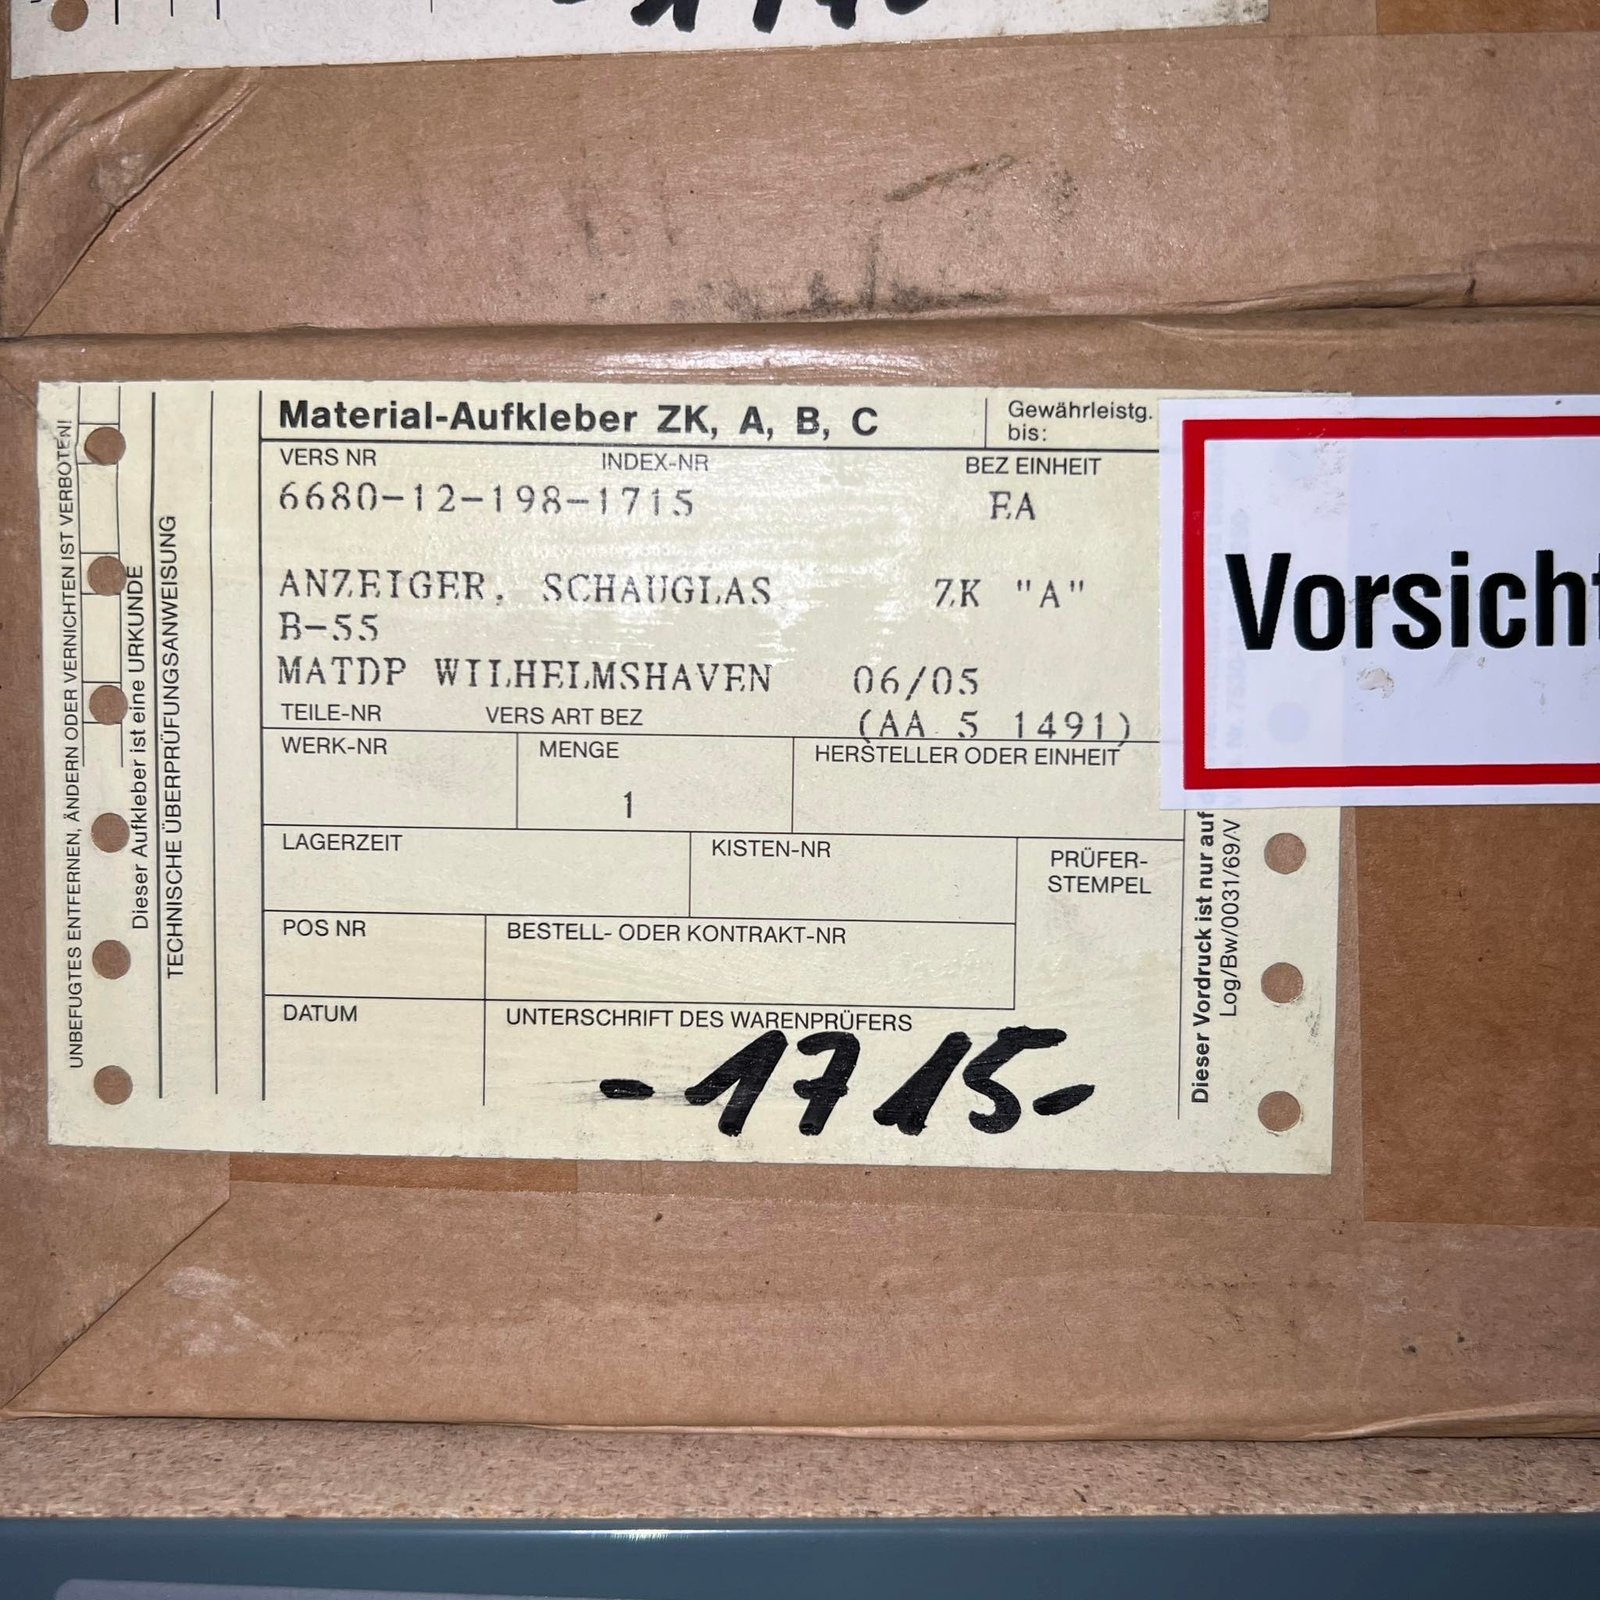 Material-Aufkleber ZK, A, B, C
Gewährleistg. bis:
VERS NR INDEX-NR BEZ EINHEIT
6680-12-198-1715 EA
ANZEIGER, SCHAUGLAS ZK "A"
B-55
MATDP WILHELMSHAVEN 06/05
TEILE-NR VERS ART BEZ (AA 5 1491)
WERK-NR MENGE HERSTELLER ODER EINHEIT
1
LAGERZEIT KISTEN-NR PRÜFER-
STEMPEL
POS NR BESTELL- ODER KONTRAKT-NR
DATUM UNTERSCHRIFT DES WARENPRÜFERS
-1715-
UNBEFUGTES ENTFERNEN, ÄNDERN ODER VERNICHTEN IST VERBOTEN!
Dieser Aufkleber ist eine URKUNDE
TECHNISCHE ÜBERPRÜFUNGSANWEISUNG
Dieser Vordruck ist nur auf
Log/Bw/0031/69/V
Vorsicht